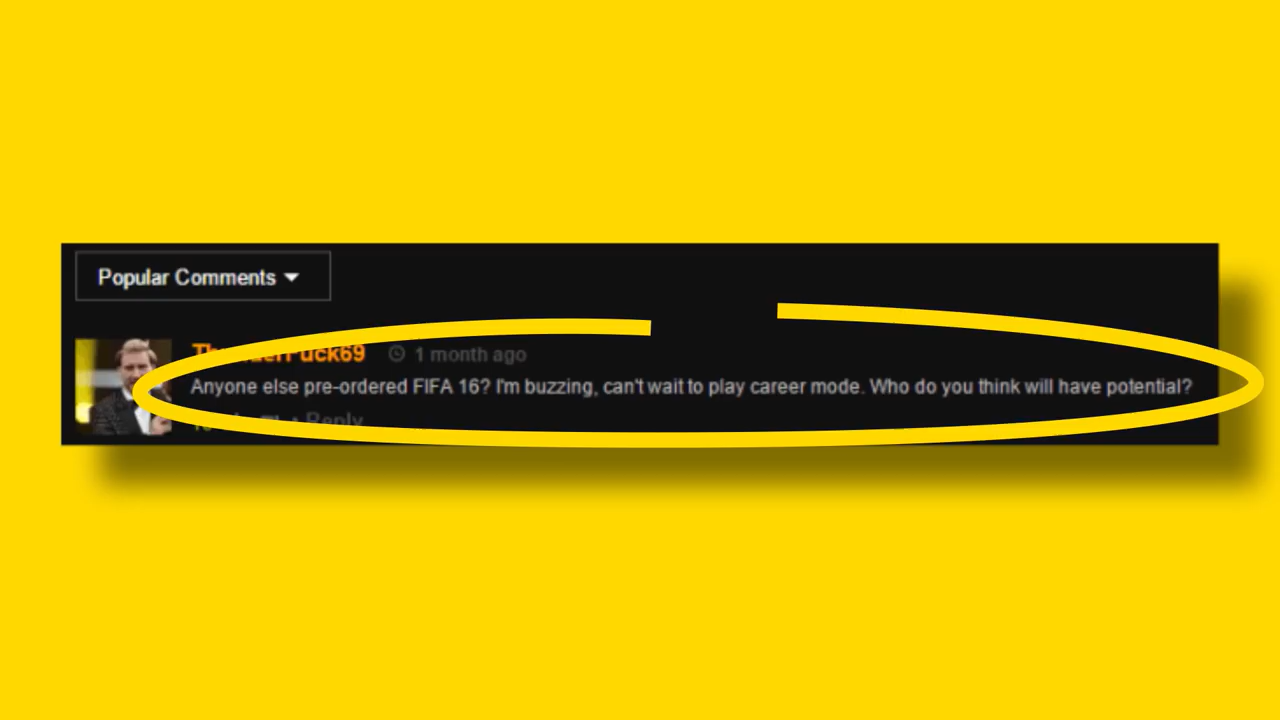 Popular Comments
1 month ago
Anyone else pre-ordered FIFA 16? I'm buzzing, can't wait to play career mode. Who do you think will have potential?
Reply